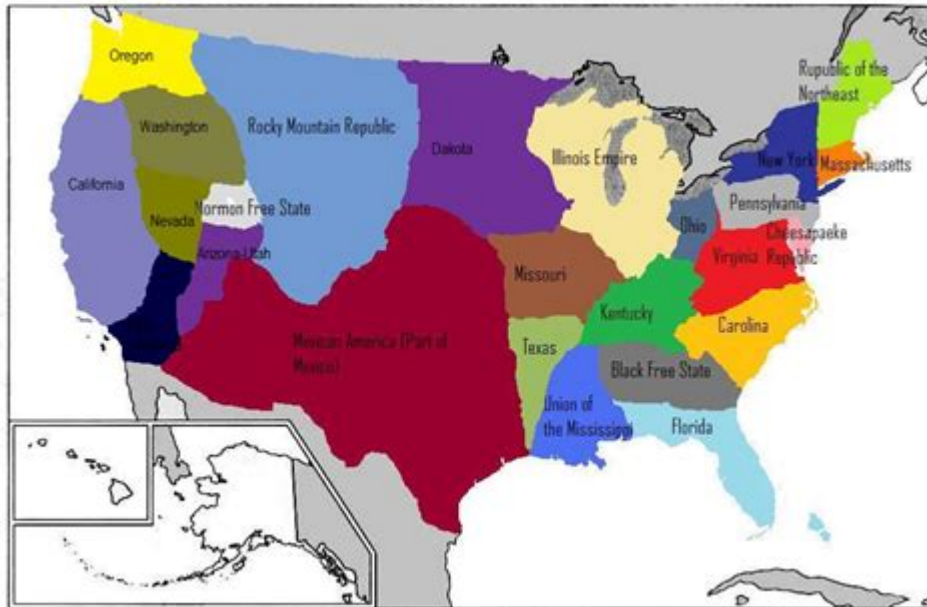 Oregon
Rupublic of the
Northeast
Washington
Rocky Mountain Republic
Dakota
Illinois Empire
New York
Massachusetts
California
Pennsylvania
Normon Free State
Nevada
Ohio
Cheesapaeke
Republic
Arizona-Utah
Virginia
Missouri
Kentucky
Carolina
Mexican America (Part of
Mexico)
Texas
Black Free State
Union of
the Mississippi
Florida